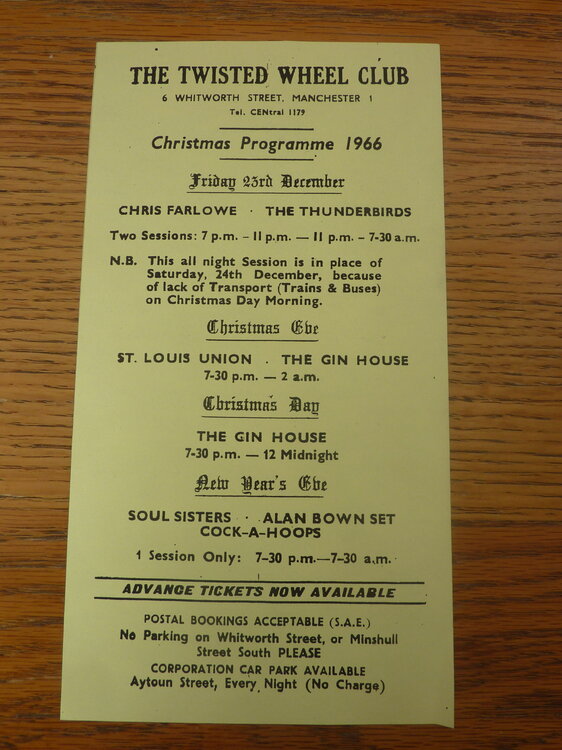 THE TWISTED WHEEL CLUB
6 WHITWORTH STREET, MANCHESTER 1
Tel. CENtral 1179
Christmas Programme 1966
Friday 23rd December
CHRIS FARLOWE · THE THUNDERBIRDS
Two Sessions: 7 p.m. - 11 p.m. — 11 p.m. - 7-30 a.m.
N.B. This all night Session is in place of
Saturday, 24th December, because
of lack of Transport (Trains & Buses)
on Christmas Day Morning.
Christmas Eve
ST. LOUIS UNION . THE GIN HOUSE
7-30 p.m. — 2 a.m.
Christmas Day
THE GIN HOUSE
7-30 p.m. — 12 Midnight
New Year's Eve
SOUL SISTERS · ALAN BOWN SET
COCK-A-HOOPS
1 Session Only: 7-30 p.m.—7-30 a.m.
ADVANCE TICKETS NOW AVAILABLE
POSTAL BOOKINGS ACCEPTABLE (S.A.E.)
No Parking on Whitworth Street, or Minshull
Street South PLEASE
CORPORATION CAR PARK AVAILABLE
Aytoun Street, Every Night (No Charge)